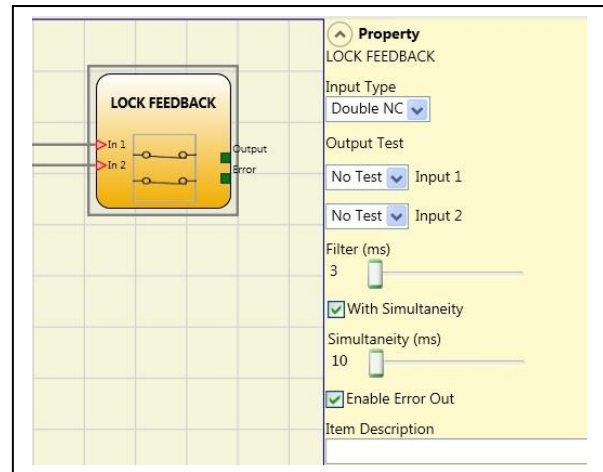 LOCK FEEDBACK
In 1
In 2
Output
Error
Property
LOCK FEEDBACK
Input Type
Double NC
Output Test
No Test Input 1
No Test Input 2
Filter (ms)
3
With Simultaneity
Simultaneity (ms)
10
Enable Error Out
Item Description